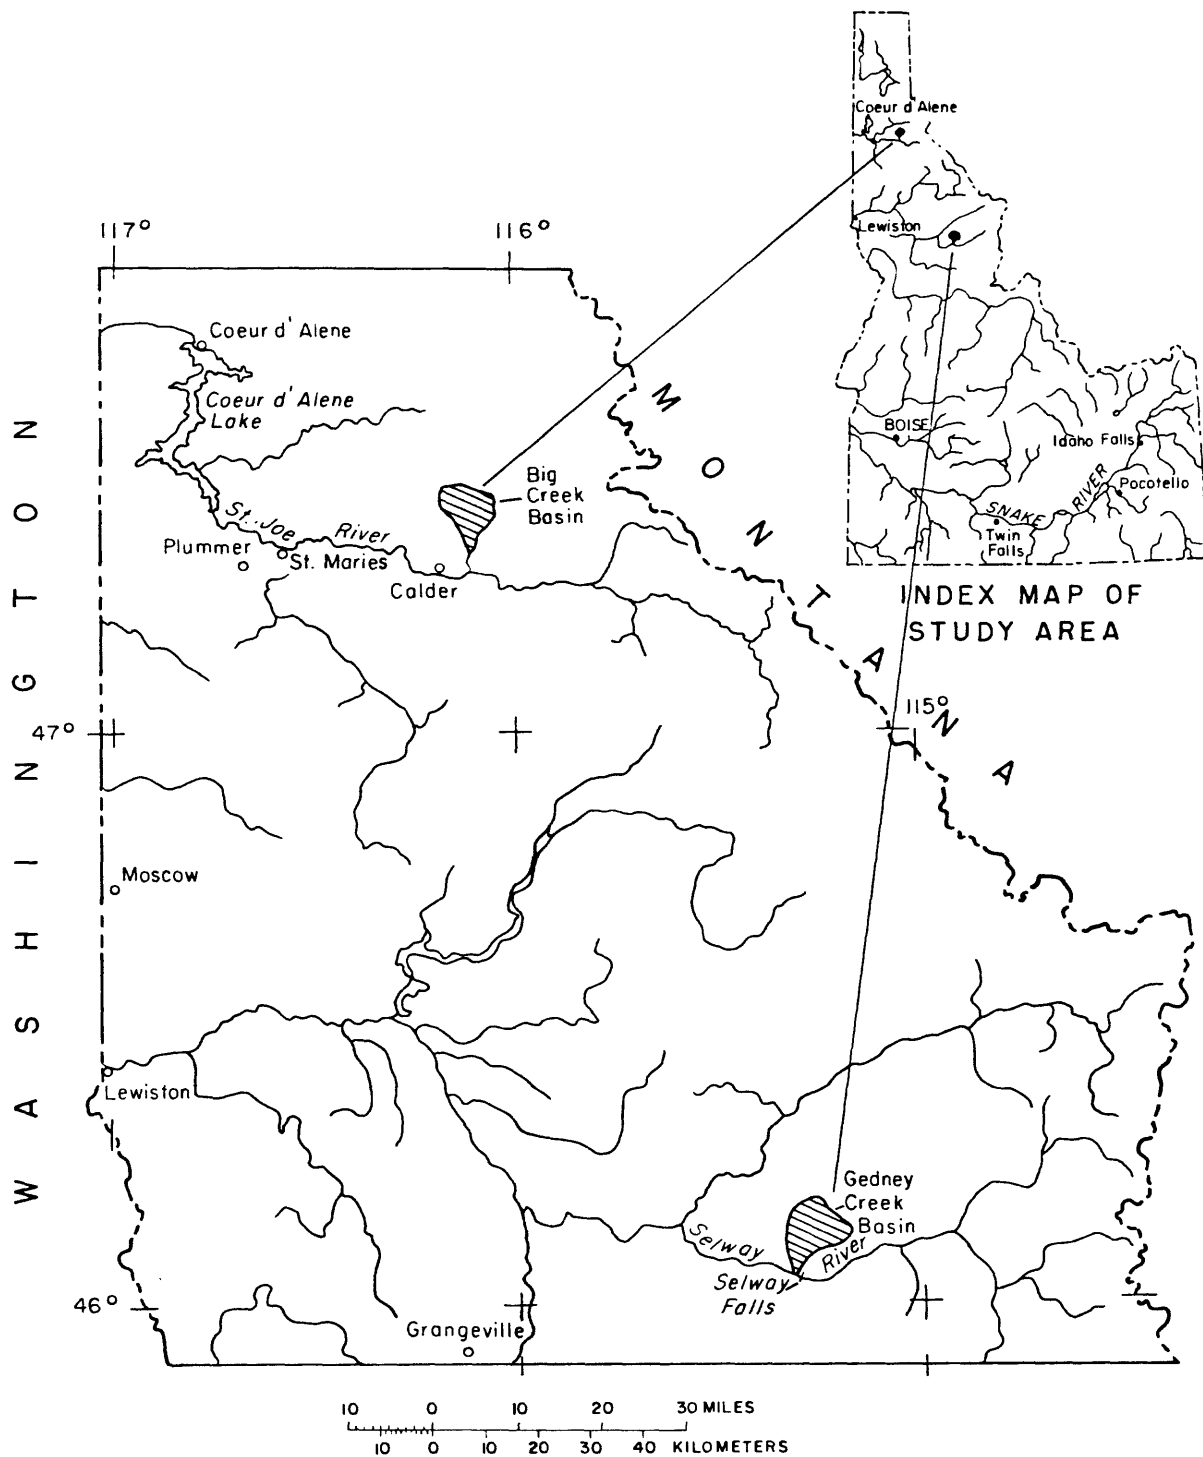 Coeur d'Alene
Lewiston
BOISE
Idaho Falls
Pocotello
SNAKE RIVER
Twin
Falls
INDEX MAP OF
STUDY AREA
117°
116°
Coeur d'Alene
Coeur d'Alene
Lake
Big
Creek
Basin
St. Joe River
Plummer
St. Maries
Calder
MONTANA
WASHINGTON
115°
47°
Moscow
Lewiston
Gedney
Creek
Basin
Selway River
Selway
Falls
46°
Grangeville
10 0 10 20 30 MILES
10 0 10 20 30 40 KILOMETERS